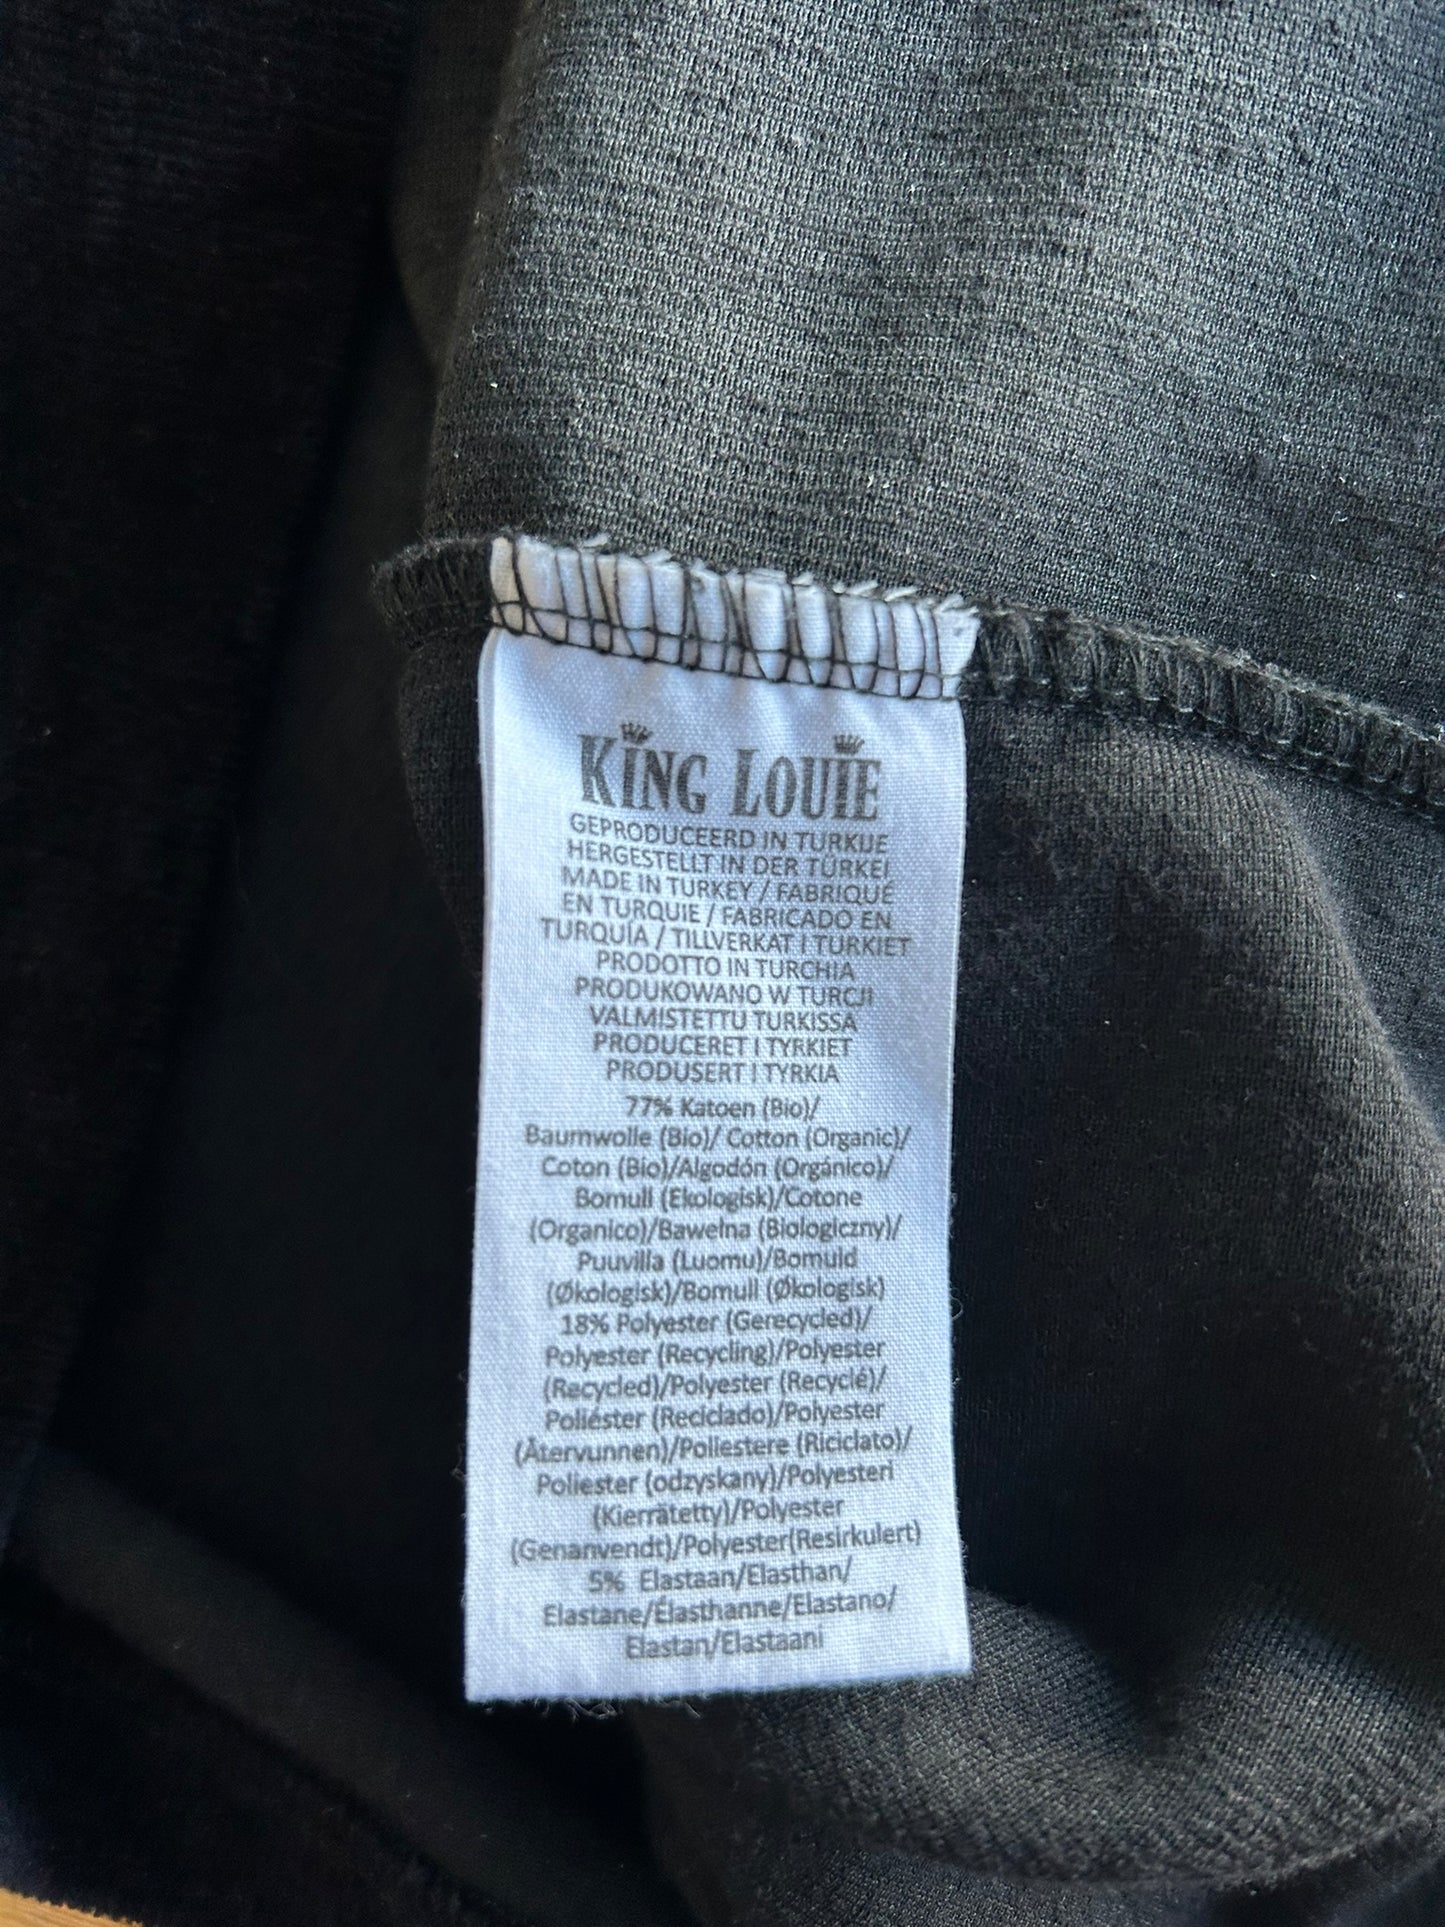 KING LOUIE
GEPRODUCEERD IN TURKIJE
HERGESTELLT IN DER TÜRKEI
MADE IN TURKEY / FABRIQUÉ
EN TURQUIE / FABRICADO EN
TURQUÍA / TILLVERKAT I TURKIET
PRODOTTO IN TURCHIA
PRODUKOWANO W TURCJI
VALMISTETTU TURKISSA
PRODUCERET I TYRKIET
PRODUSERT I TYRKIA
77% Katoen (Bio)/
Baumwolle (Bio)/ Cotton (Organic)/
Coton (Bio)/Algodón (Orgánico)/
Bomull (Ekologisk)/Cotone
(Organico)/Bawełna (Biologiczny)/
Puuvilla (Luomu)/Bomuld
(Økologisk)/Bomull (Økologisk)
18% Polyester (Gerecycled)/
Polyester (Recycling)/Polyester
(Recycled)/Polyester (Recyclé)/
Poliéster (Reciclado)/Polyester
(Återvunnen)/Poliestere (Riciclato)/
Poliester (odzyskany)/Polyesteri
(Kierrätetty)/Polyester
(Genanvendt)/Polyester(Resirkulert)
5% Elastaan/Elasthan/
Elastane/Élasthanne/Elastano/
Elastan/Elastaani